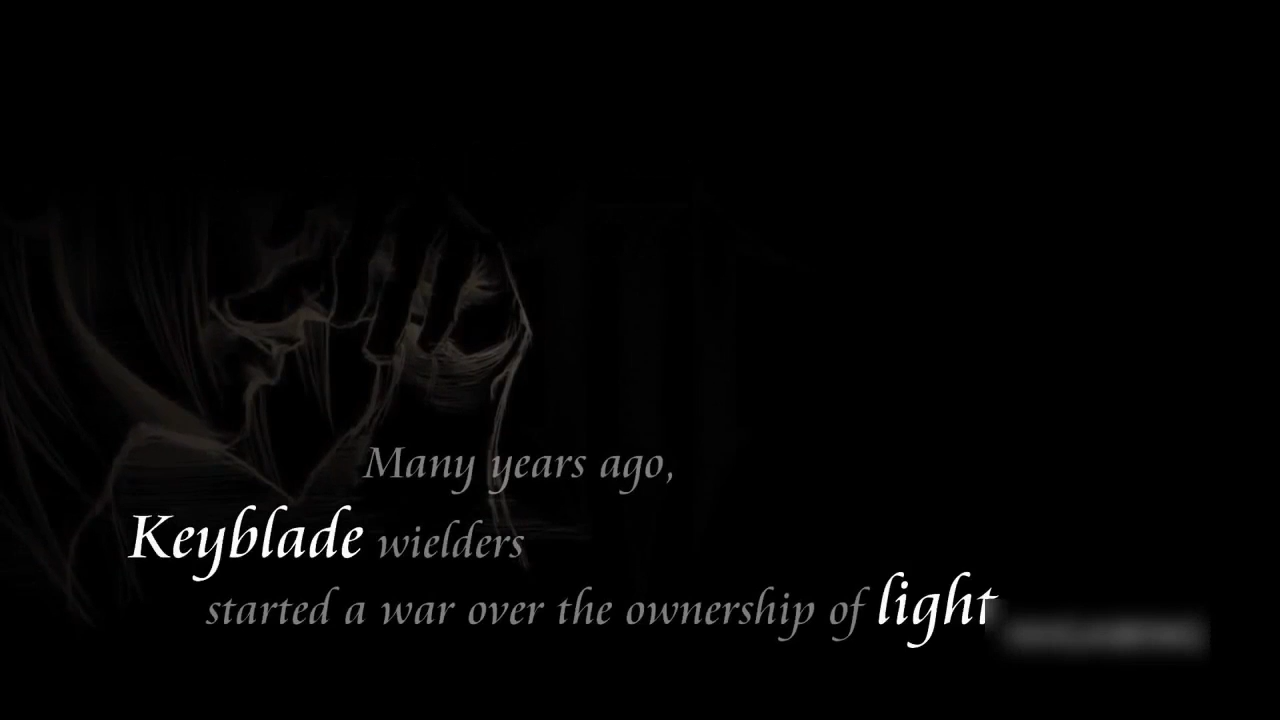 Many years ago,
Keyblade wielders
started a war over the ownership of light